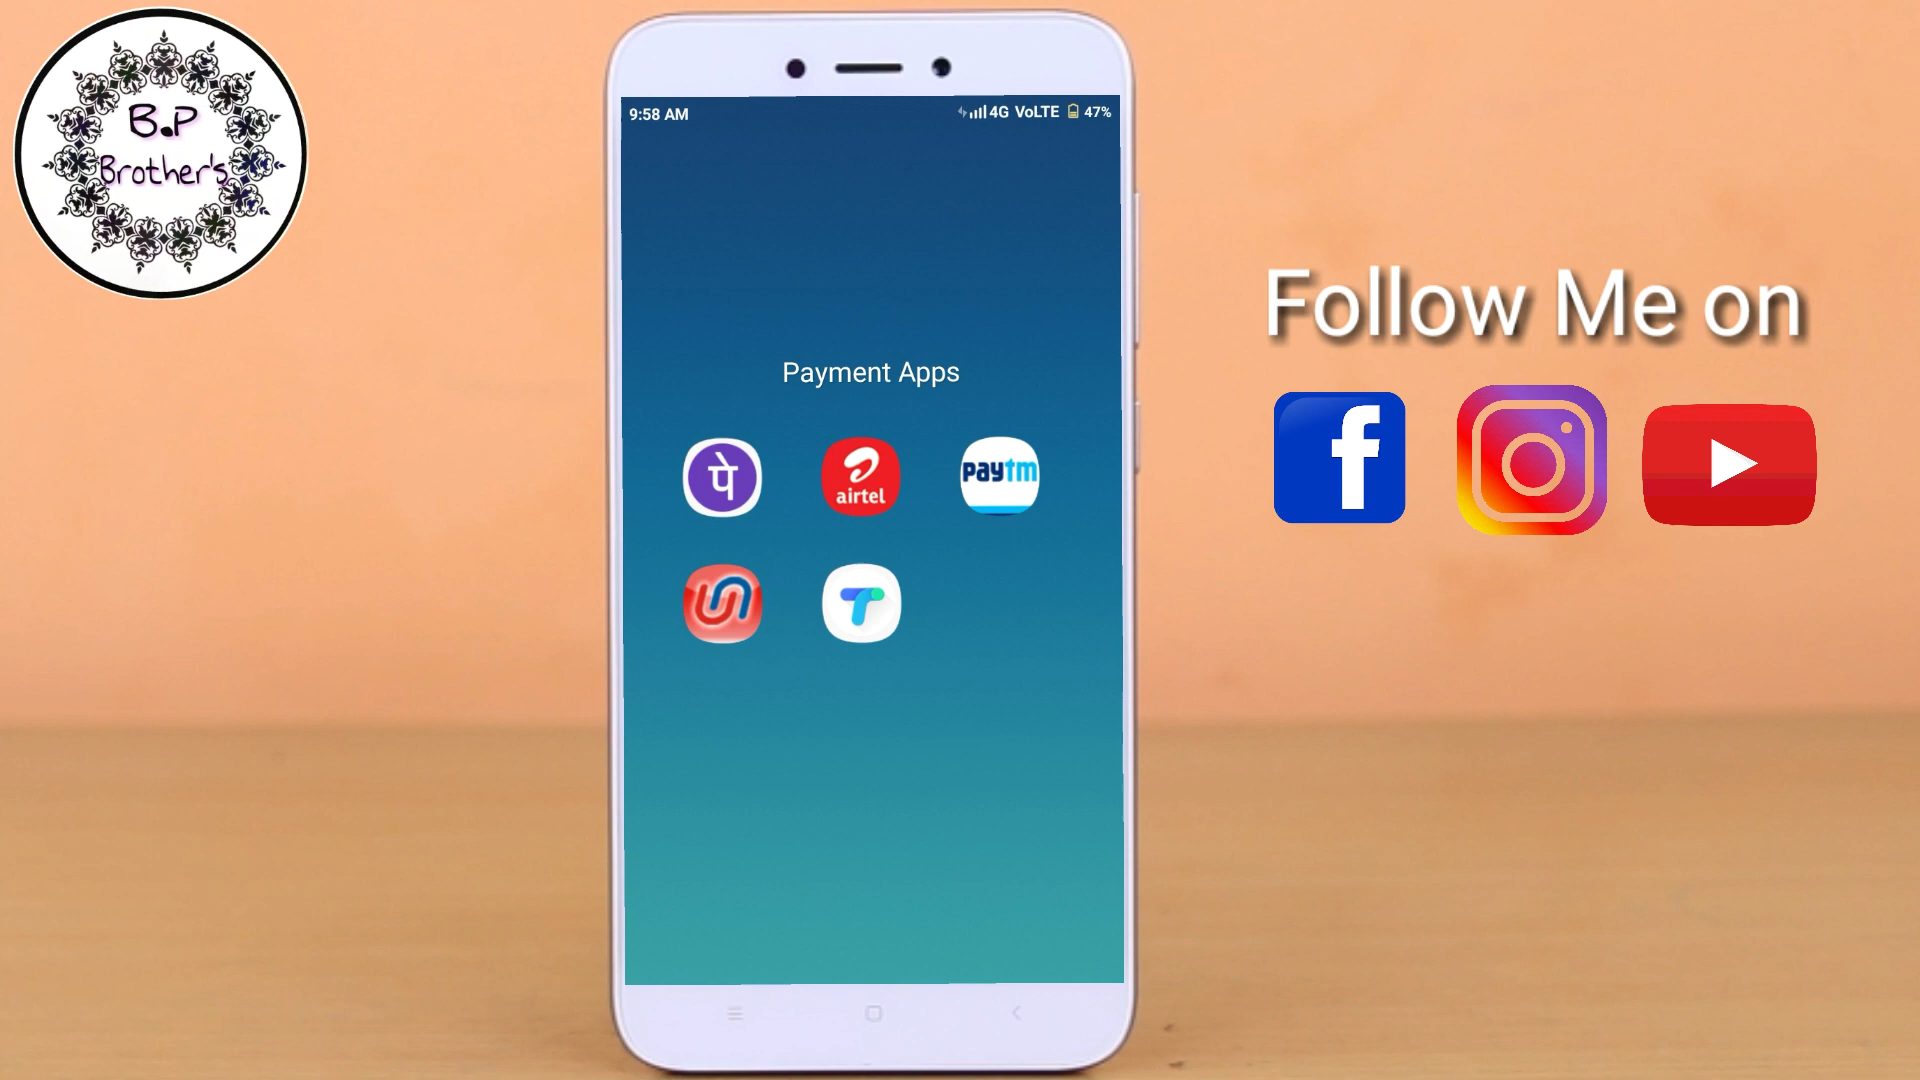 B.P
Brother's
9:58 AM
4G VoLTE 47%
Follow Me on
Payment Apps
पे
airtel
paytm
f